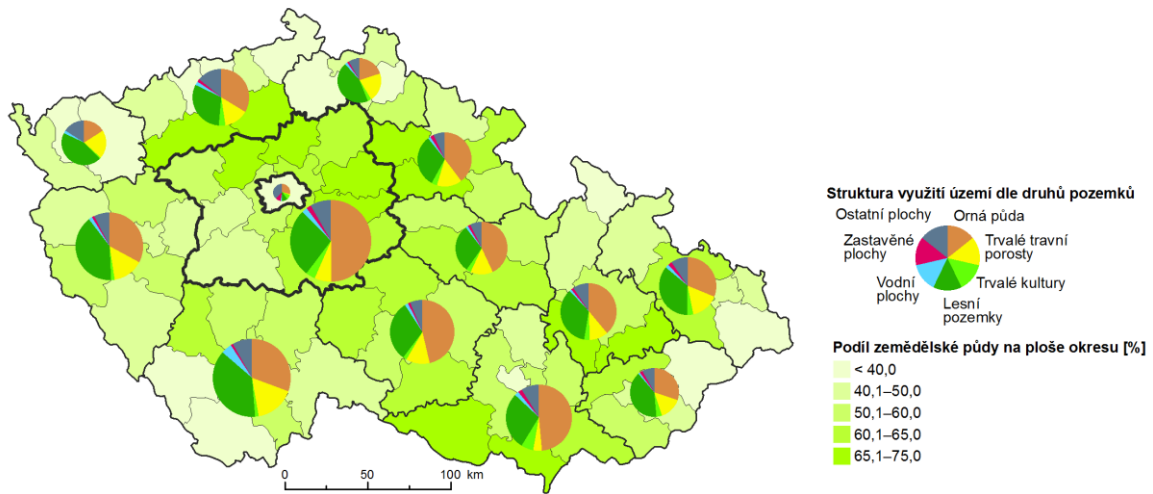 Struktura využití území dle druhů pozemků
Ostatní plochy
Orná půda
Zastavěné
plochy
Trvalé travní
porosty
Vodní
plochy
Trvalé kultury
Lesní
pozemky
Podíl zemědělské půdy na ploše okresu [%]
< 40,0
40,1–50,0
50,1–60,0
60,1–65,0
65,1–75,0
0 50 100 km